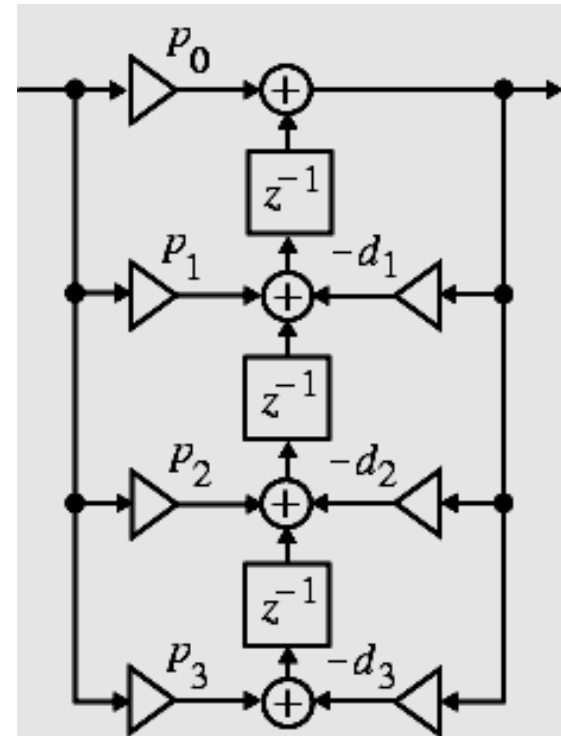 p₀
+
z⁻¹
p₁ + -d₁
z⁻¹
p₂ + -d₂
z⁻¹
p₃ + -d₃